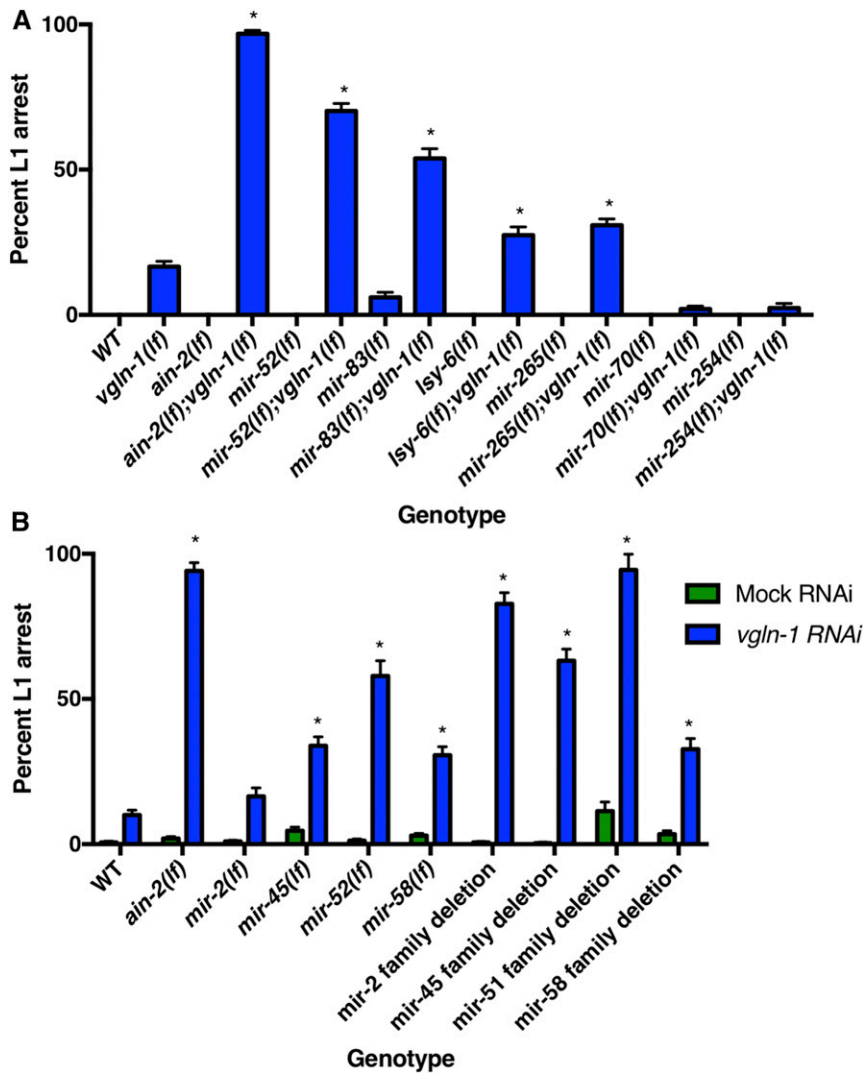 A
Percent L1 arrest
100
50
0
*
*
*
*
*
WT
vgln-1(lf)
ain-2(lf)
ain-2(lf);vgln-1(lf)
mir-52(lf)
mir-52(lf);vgln-1(lf)
mir-83(lf)
mir-83(lf);vgln-1(lf)
lsy-6(lf)
lsy-6(lf);vgln-1(lf)
mir-265(lf)
mir-265(lf);vgln-1(lf)
mir-70(lf)
mir-70(lf);vgln-1(lf)
mir-254(lf)
mir-254(lf);vgln-1(lf)
Genotype
B
Percent L1 arrest
100
50
0
*
*
*
*
*
*
*
*
Mock RNAi
vgln-1 RNAi
WT
ain-2(lf)
mir-2(lf)
mir-45(lf)
mir-52(lf)
mir-58(lf)
mir-2 family deletion
mir-45 family deletion
mir-51 family deletion
mir-58 family deletion
Genotype